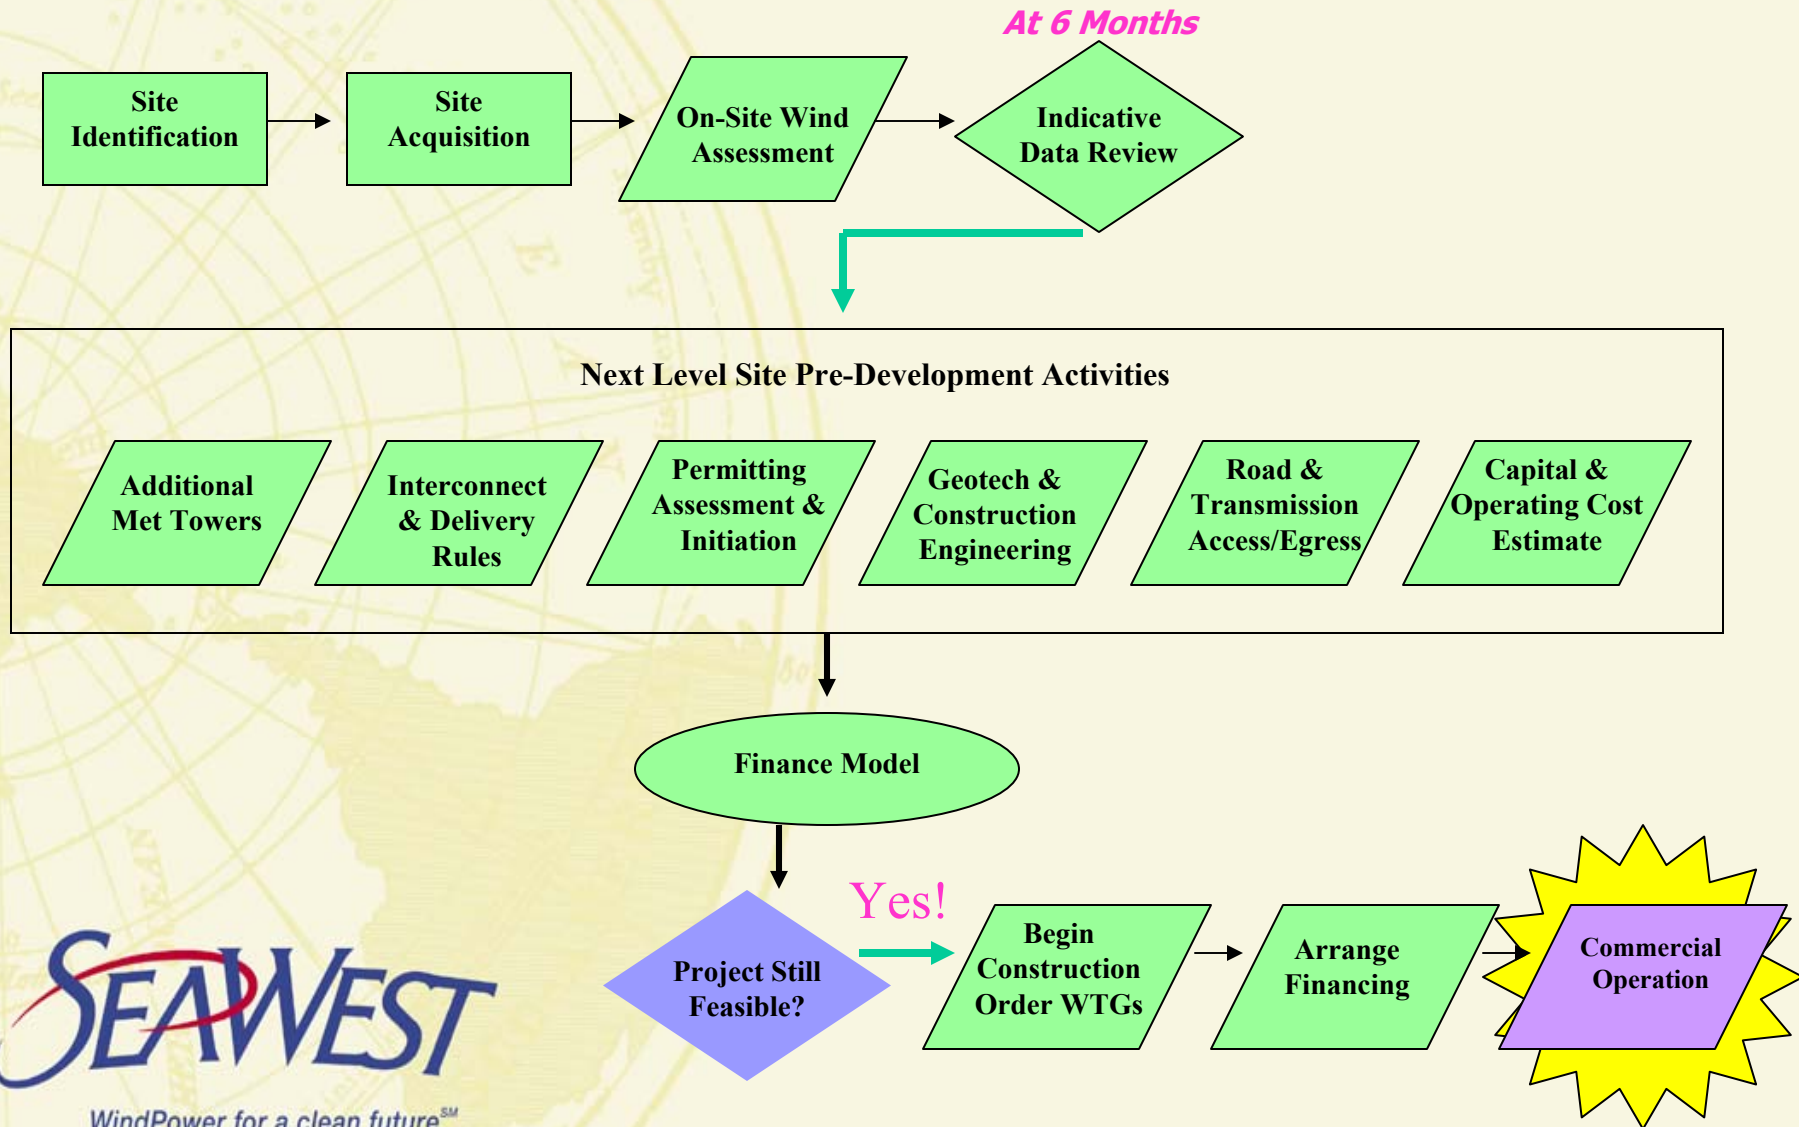 At 6 Months
Site
Identification
Site
Acquisition
On-Site Wind
Assessment
Indicative
Data Review
Next Level Site Pre-Development Activities
Additional
Met Towers
Interconnect
& Delivery
Rules
Permitting
Assessment &
Initiation
Geotech &
Construction
Engineering
Road &
Transmission
Access/Egress
Capital &
Operating Cost
Estimate
Finance Model
Project Still
Feasible?
Yes!
Begin
Construction
Order WTGs
Arrange
Financing
Commercial
Operation
SEAWEST
WindPower for a clean future℠